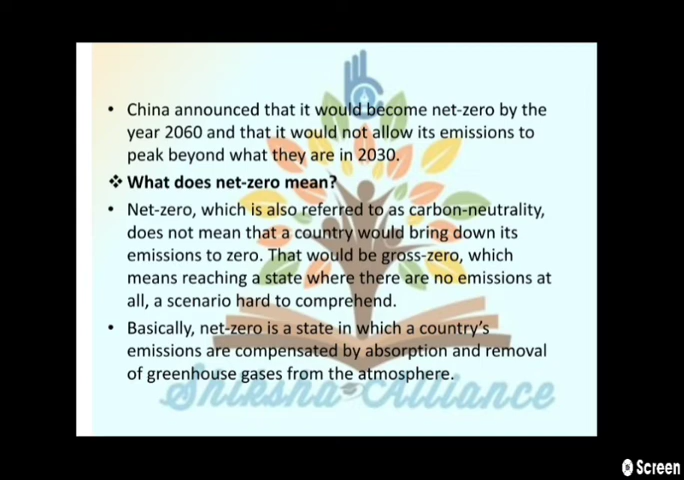 • China announced that it would become net-zero by the
year 2060 and that it would not allow its emissions to
peak beyond what they are in 2030.
❖ What does net-zero mean?
• Net-zero, which is also referred to as carbon-neutrality,
does not mean that a country would bring down its
emissions to zero. That would be gross-zero, which
means reaching a state where there are no emissions at
all, a scenario hard to comprehend.
• Basically, net-zero is a state in which a country's
emissions are compensated by absorption and removal
of greenhouse gases from the atmosphere.
Shiksha Alliance
Screen